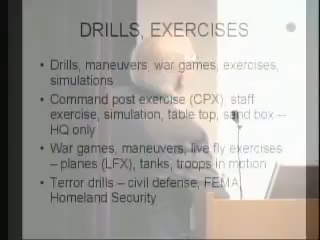 DRILLS, EXERCISES
• Drills, maneuvers, war games, exercises,
simulations
• Command post exercise (CPX), staff
exercise, simulation, table top, sand box –
HQ only
• War games, maneuvers, live fly exercises
– planes (LFX), tanks, troops in motion
• Terror drills – civil defense, FEMA,
Homeland Security